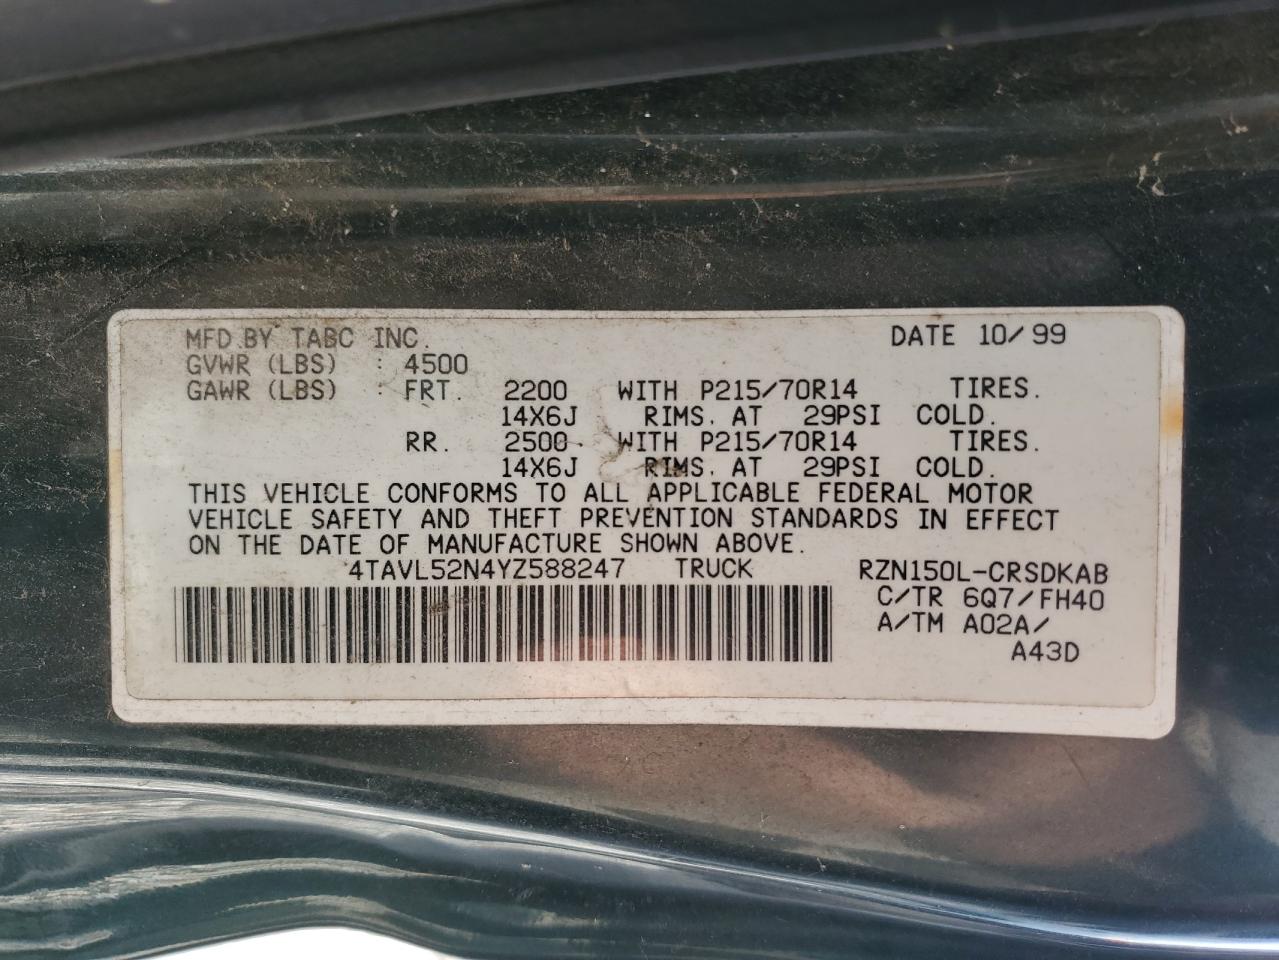 MFD BY TABC INC. DATE 10/99
GVWR (LBS) : 4500
GAWR (LBS) : FRT. 2200 WITH P215/70R14 TIRES.
14X6J RIMS. AT 29PSI COLD.
RR. 2500 WITH P215/70R14 TIRES.
14X6J RIMS. AT 29PSI COLD.
THIS VEHICLE CONFORMS TO ALL APPLICABLE FEDERAL MOTOR
VEHICLE SAFETY AND THEFT PREVENTION STANDARDS IN EFFECT
ON THE DATE OF MANUFACTURE SHOWN ABOVE.
4TAVL52N4YZ588247 TRUCK RZN150L-CRSDKAB
C/TR 6Q7/FH40
A/TM A02A/
A43D